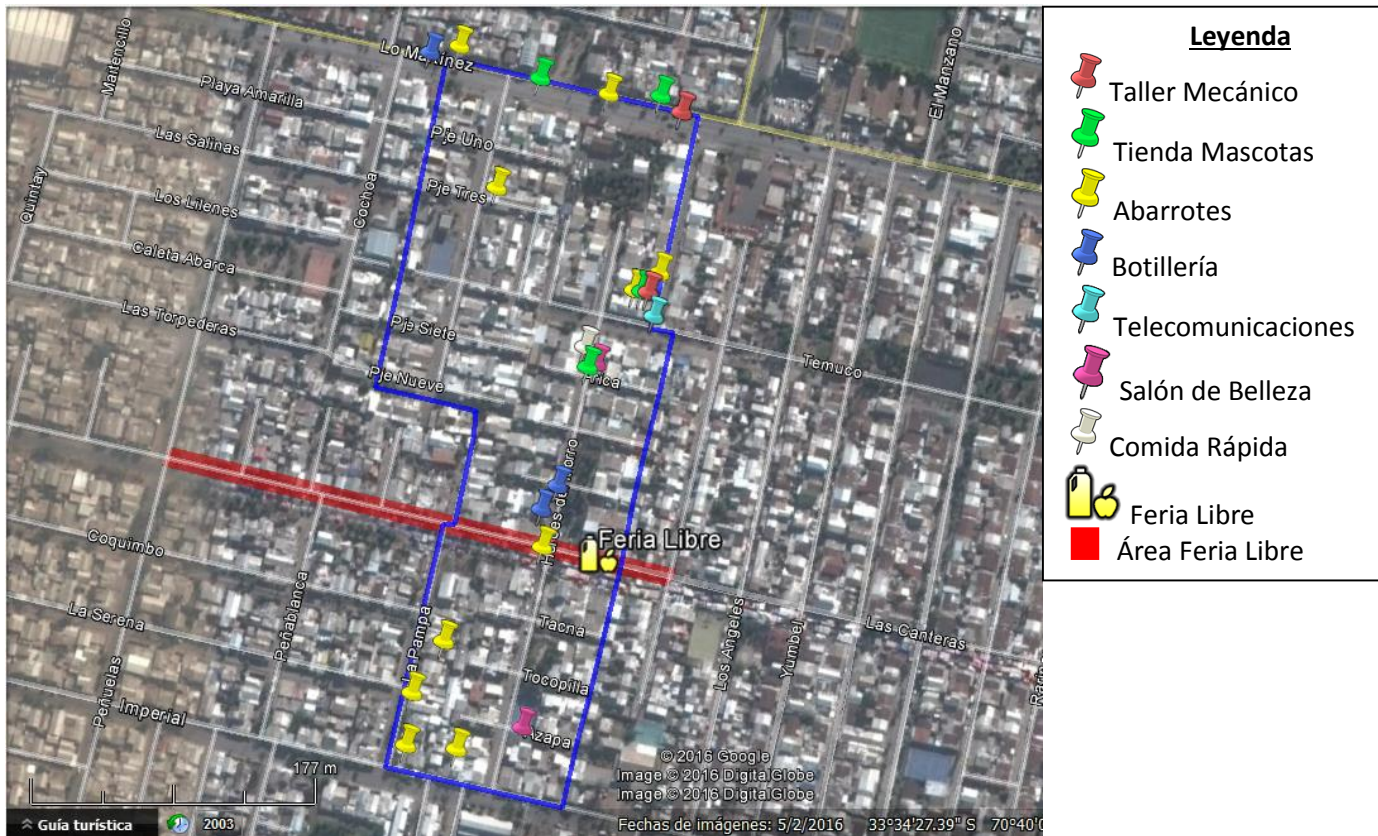 Lo Martínez
Maitencillo
El Manzano
Playa Amarilla
Pje Uno
Las Salinas
Pje Tres
Quintay
Cochoa
Los Lilenes
Caleta Abarca
Las Torpederas
Pje Siete
Pje Nueve
Temuco
Arica
Feria Libre
Coquimbo
La Serena
Peñablanca
La Pampa
Tacna
Las Canteras
Los Angeles
Yumbel
Tocopilla
Peñuelas
Imperial
Azapa
177 m
© 2016 Google
Image © 2016 DigitalGlobe
Image © 2016 DigitalGlobe
Guía turística
2003
Fechas de imágenes: 5/2/2016 33°34'27.39" S
Leyenda
Taller Mecánico
Tienda Mascotas
Abarrotes
Botillería
Telecomunicaciones
Salón de Belleza
Comida Rápida
Feria Libre
Área Feria Libre